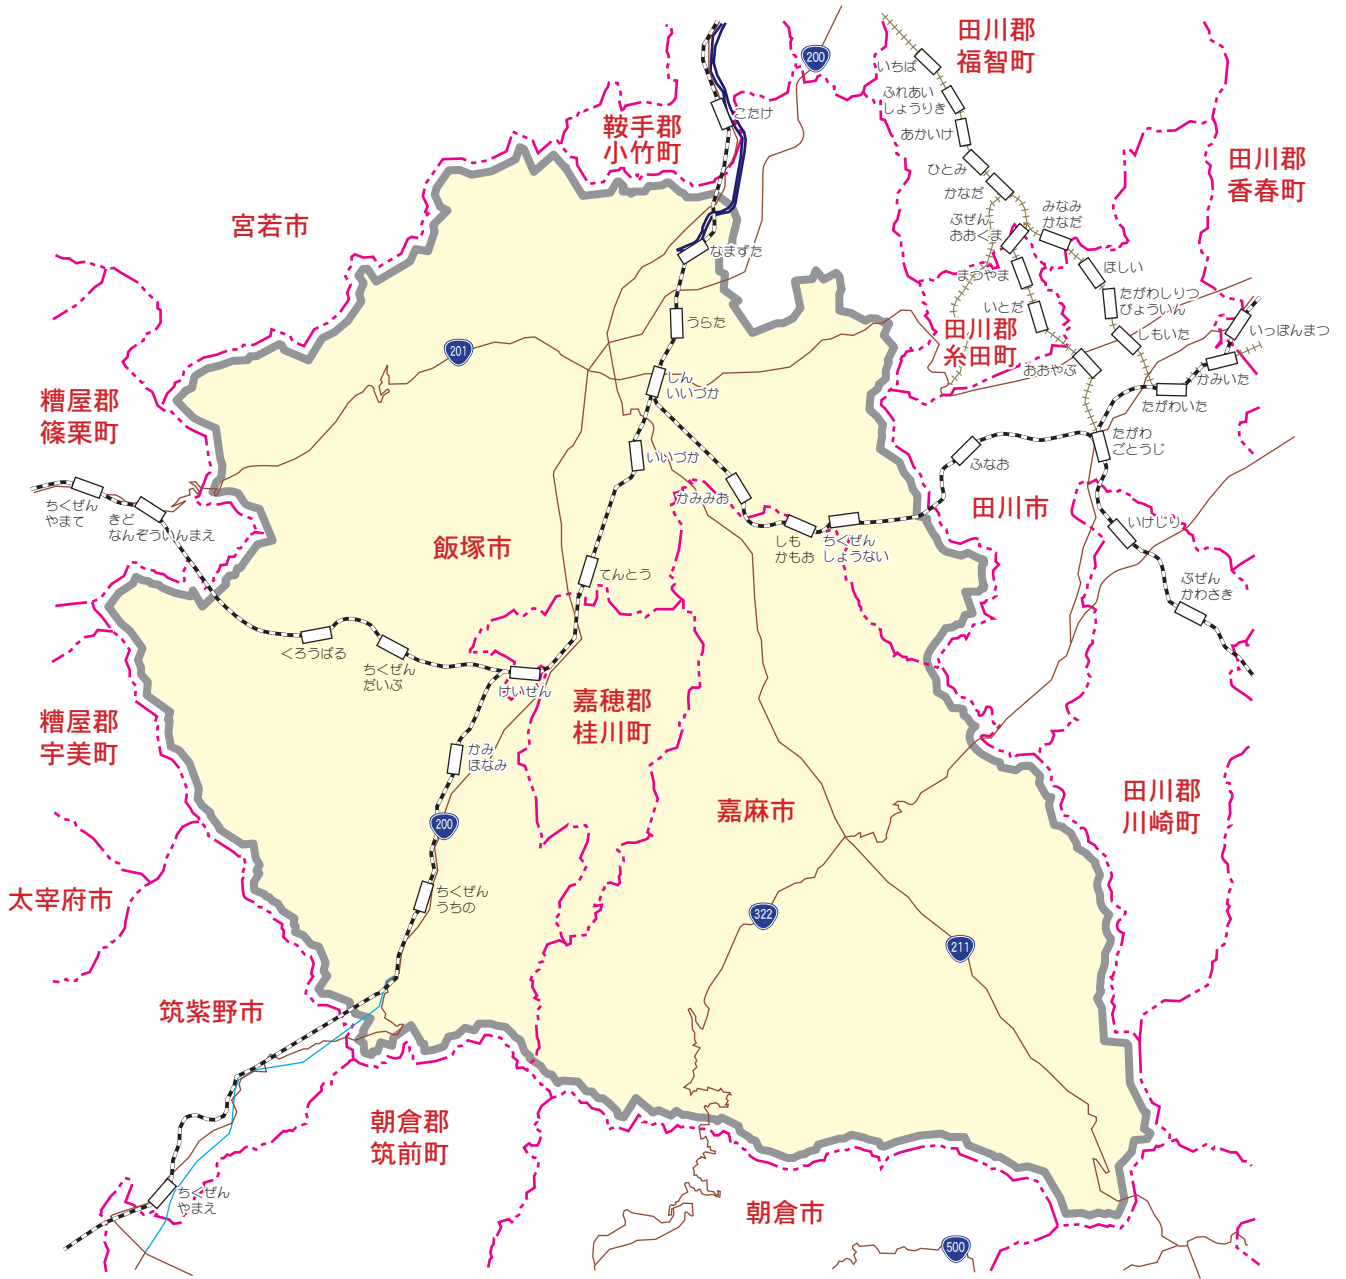 田川郡
福智町
200
いちば
ふれあい
しょうりき
あかいけ
こたけ
鞍手郡
小竹町
田川郡
香春町
ひとみ
かなだ
みなみ
かなだ
ぶぜん
おおくま
宮若市
なまずた
まつやま
ほしい
いとだ
たがわしりつ
びょういん
うらた
田川郡
糸田町
しもいた
いっぽんまつ
201
おおやぶ
かみいた
しん
いいづか
たがわいた
糟屋郡
篠栗町
いいづか
ふなお
たがわ
ごとうじ
かみみお
ちくぜん
やまて
きど
なんぞういんまえ
田川市
いけじり
飯塚市
しも
かもお
ちくぜん
しょうない
てんとう
ぶぜん
かわさき
くろうばる
ちくぜん
だいぶ
けいせん
嘉穂郡
桂川町
糟屋郡
宇美町
かみ
ほなみ
嘉麻市
田川郡
川崎町
200
太宰府市
ちくぜん
うちの
322
211
筑紫野市
朝倉郡
筑前町
ちくぜん
やまえ
朝倉市
500